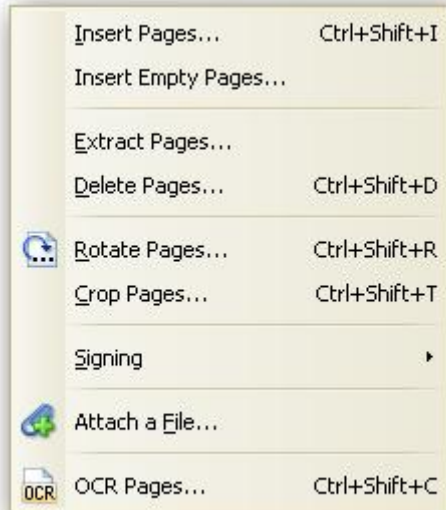 Insert Pages... Ctrl+Shift+I
Insert Empty Pages...
Extract Pages...
Delete Pages... Ctrl+Shift+D
Rotate Pages... Ctrl+Shift+R
Crop Pages... Ctrl+Shift+T
Signing
Attach a File...
OCR OCR Pages... Ctrl+Shift+C